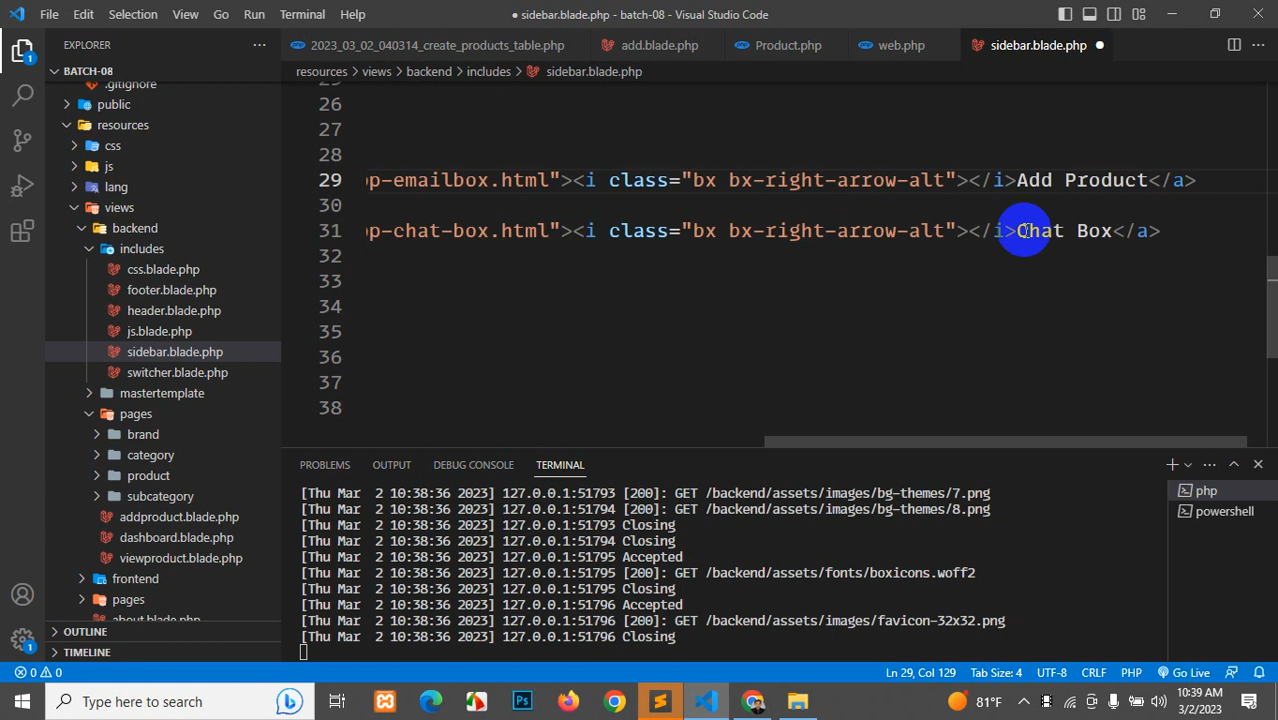 File Edit Selection View Go Run Terminal Help
● sidebar.blade.php - batch-08 - Visual Studio Code
EXPLORER
2023_03_02_040314_create_products_table.php
add.blade.php
Product.php
web.php
sidebar.blade.php
BATCH-08
resources > views > backend > includes > sidebar.blade.php
.gitignore
public
resources
css
js
lang
views
backend
includes
css.blade.php
footer.blade.php
header.blade.php
js.blade.php
sidebar.blade.php
switcher.blade.php
mastertemplate
pages
brand
category
product
subcategory
addproduct.blade.php
dashboard.blade.php
viewproduct.blade.php
frontend
pages
about.blade.php
OUTLINE
TIMELINE
25
26
27
28
29 pp-emailbox.html"><i class="bx bx-right-arrow-alt"></i>Add Product</a>
30
31 pp-chat-box.html"><i class="bx bx-right-arrow-alt"></i>Chat Box</a>
32
33
34
35
36
37
38
PROBLEMS OUTPUT DEBUG CONSOLE TERMINAL
[Thu Mar  2 10:38:36 2023] 127.0.0.1:51793 [200]: GET /backend/assets/images/bg-themes/7.png
[Thu Mar  2 10:38:36 2023] 127.0.0.1:51794 [200]: GET /backend/assets/images/bg-themes/8.png
[Thu Mar  2 10:38:36 2023] 127.0.0.1:51793 Closing
[Thu Mar  2 10:38:36 2023] 127.0.0.1:51794 Closing
[Thu Mar  2 10:38:36 2023] 127.0.0.1:51795 Accepted
[Thu Mar  2 10:38:36 2023] 127.0.0.1:51795 [200]: GET /backend/assets/fonts/boxicons.woff2
[Thu Mar  2 10:38:36 2023] 127.0.0.1:51795 Closing
[Thu Mar  2 10:38:36 2023] 127.0.0.1:51796 Accepted
[Thu Mar  2 10:38:36 2023] 127.0.0.1:51796 [200]: GET /backend/assets/images/favicon-32x32.png
[Thu Mar  2 10:38:36 2023] 127.0.0.1:51796 Closing
php
powershell
0 0
Ln 29, Col 129 Tab Size: 4 UTF-8 CRLF PHP Go Live
Type here to search
81°F
10:39 AM
3/2/2023